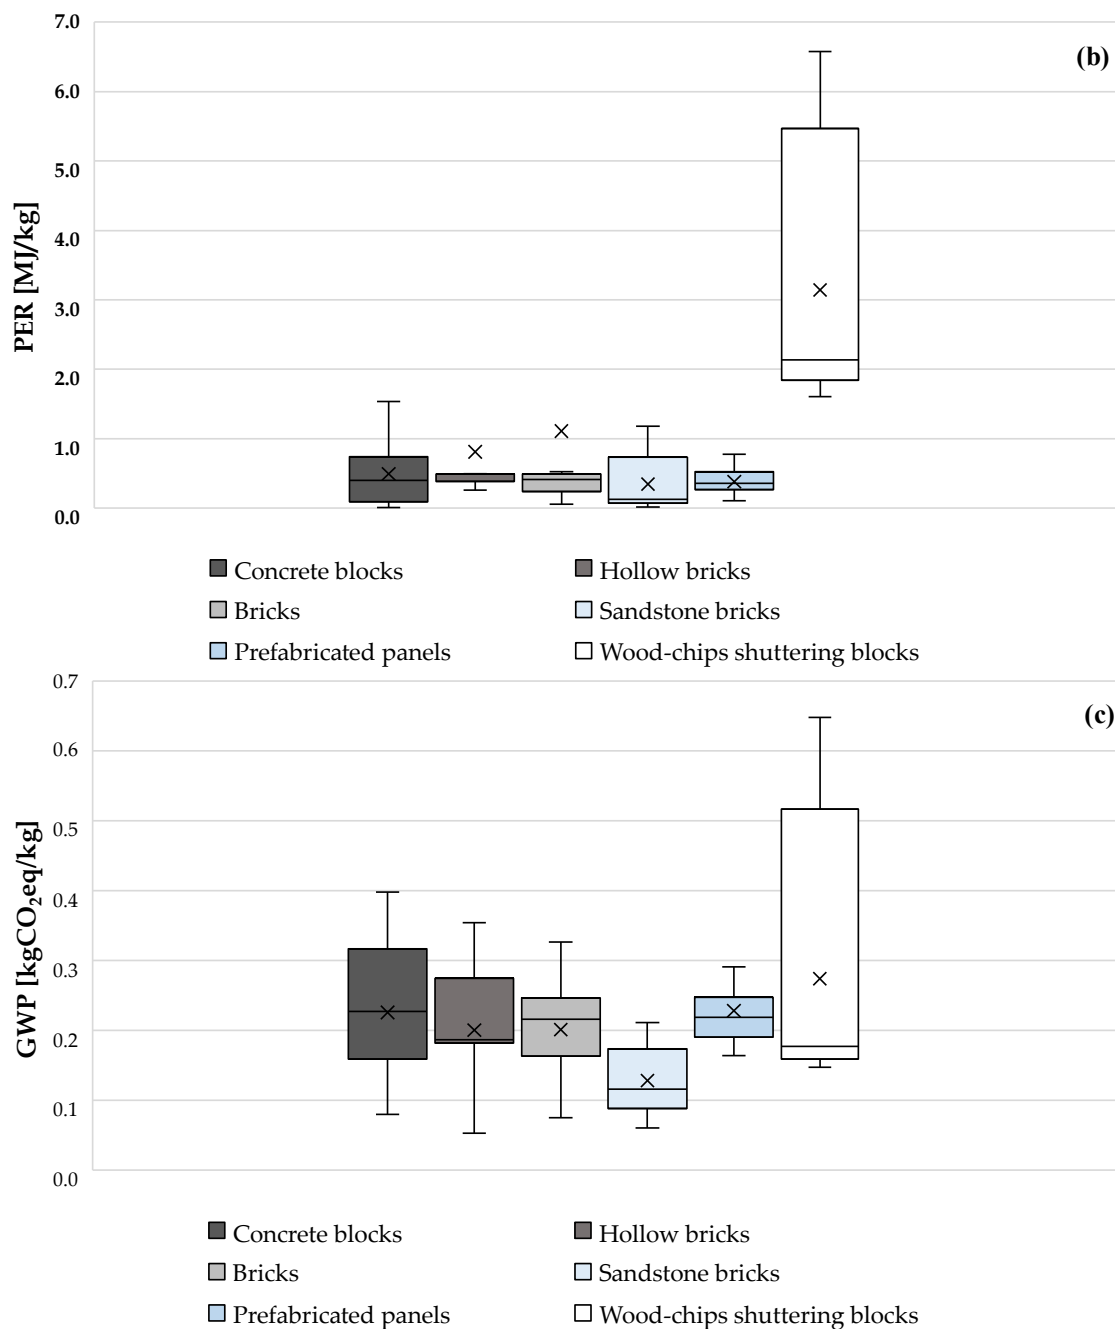 7.0
(b)
6.0
5.0
4.0
3.0
2.0
1.0
0.0
PER [MJ/kg]
Concrete blocks Hollow bricks
Bricks Sandstone bricks
Prefabricated panels Wood-chips shuttering blocks
0.7
(c)
0.6
0.5
0.4
0.3
0.2
0.1
0.0
GWP [kgCO₂eq/kg]
Concrete blocks Hollow bricks
Bricks Sandstone bricks
Prefabricated panels Wood-chips shuttering blocks